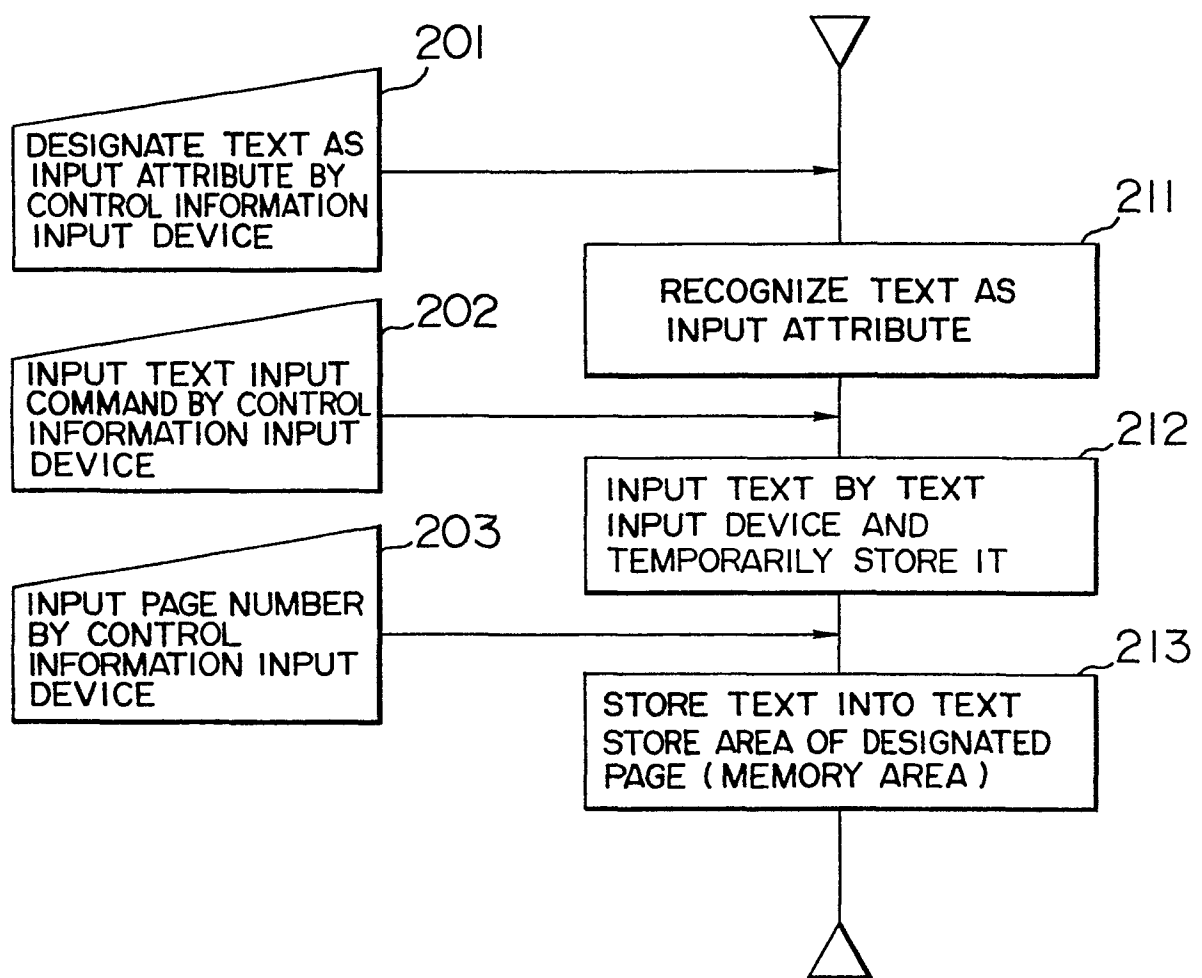 201
DESIGNATE TEXT AS
INPUT ATTRIBUTE BY
CONTROL INFORMATION
INPUT DEVICE
211
RECOGNIZE TEXT AS
INPUT ATTRIBUTE
202
INPUT TEXT INPUT
COMMAND BY CONTROL
INFORMATION INPUT
DEVICE
212
INPUT TEXT BY TEXT
INPUT DEVICE AND
TEMPORARILY STORE IT
203
INPUT PAGE NUMBER
BY CONTROL
INFORMATION INPUT
DEVICE
213
STORE TEXT INTO TEXT
STORE AREA OF DESIGNATED
PAGE (MEMORY AREA)